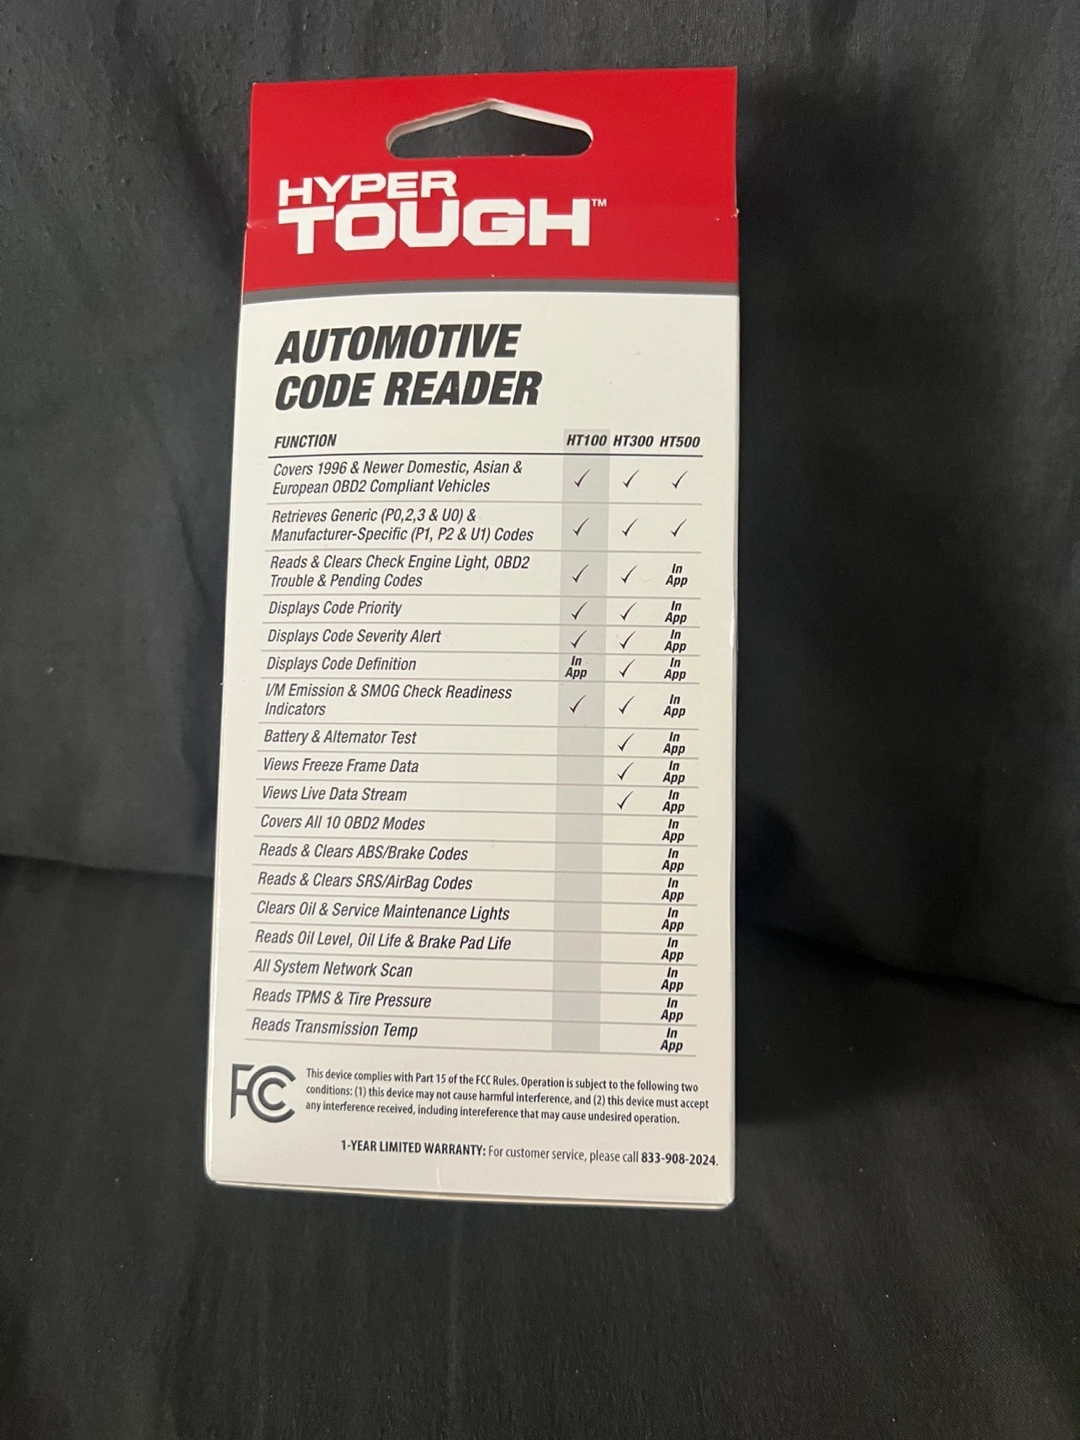 HYPER
TOUGH™
AUTOMOTIVE
CODE READER
FUNCTION HT100 HT300 HT500
Covers 1996 & Newer Domestic, Asian &
European OBD2 Compliant Vehicles ✓ ✓ ✓
Retrieves Generic (P0,2,3 & U0) &
Manufacturer-Specific (P1, P2 & U1) Codes ✓ ✓ ✓
Reads & Clears Check Engine Light, OBD2
Trouble & Pending Codes ✓ ✓ In App
Displays Code Priority ✓ ✓ In App
Displays Code Severity Alert ✓ ✓ In App
Displays Code Definition In App ✓ In App
I/M Emission & SMOG Check Readiness
Indicators ✓ ✓ In App
Battery & Alternator Test ✓ In App
Views Freeze Frame Data ✓ In App
Views Live Data Stream ✓ In App
Covers All 10 OBD2 Modes In App
Reads & Clears ABS/Brake Codes In App
Reads & Clears SRS/AirBag Codes In App
Clears Oil & Service Maintenance Lights In App
Reads Oil Level, Oil Life & Brake Pad Life In App
All System Network Scan In App
Reads TPMS & Tire Pressure In App
Reads Transmission Temp In App
FC This device complies with Part 15 of the FCC Rules. Operation is subject to the following two
conditions: (1) this device may not cause harmful interference, and (2) this device must accept
any interference received, including intereference that may cause undesired operation.
1-YEAR LIMITED WARRANTY: For customer service, please call 833-908-2024.